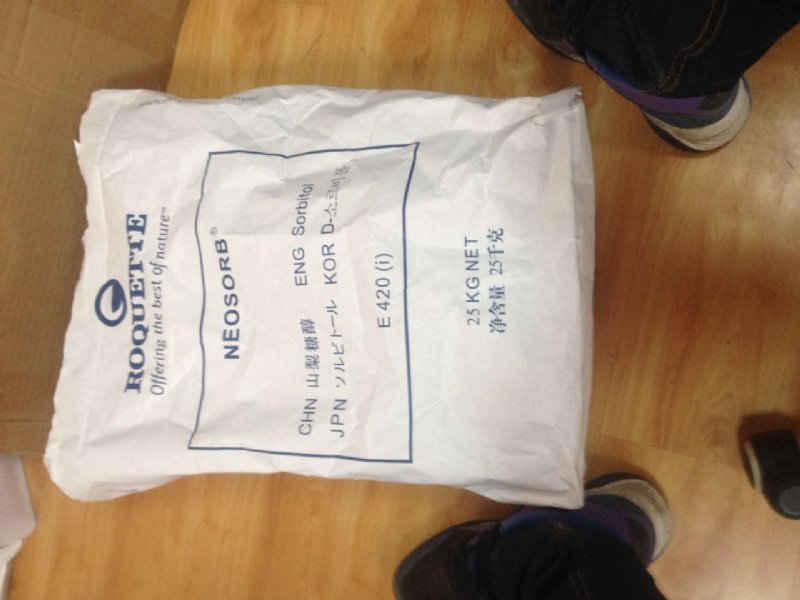 ROQUETTE
Offering the best of nature™
NEOSORB®
CHN 山梨糖醇 ENG Sorbitol
JPN ソルビトール KOR D-소르비톨
E 420 (i)
25 KG NET
净含量 25千克